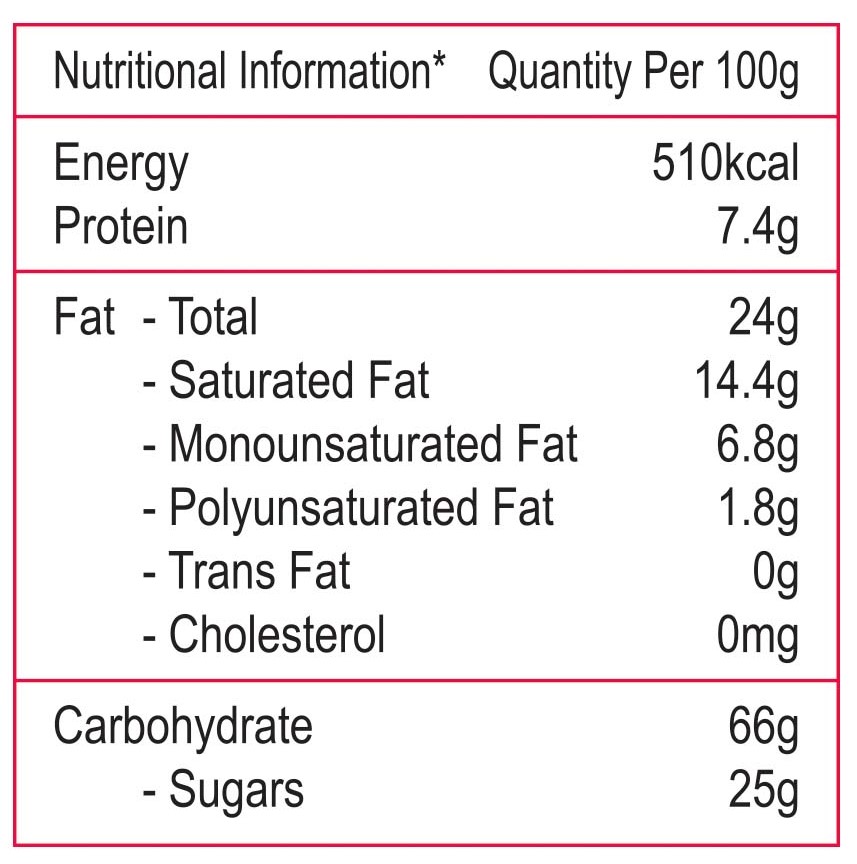 Nutritional Information* Quantity Per 100g
Energy 510kcal
Protein 7.4g
Fat - Total 24g
- Saturated Fat 14.4g
- Monounsaturated Fat 6.8g
- Polyunsaturated Fat 1.8g
- Trans Fat 0g
- Cholesterol 0mg
Carbohydrate 66g
- Sugars 25g